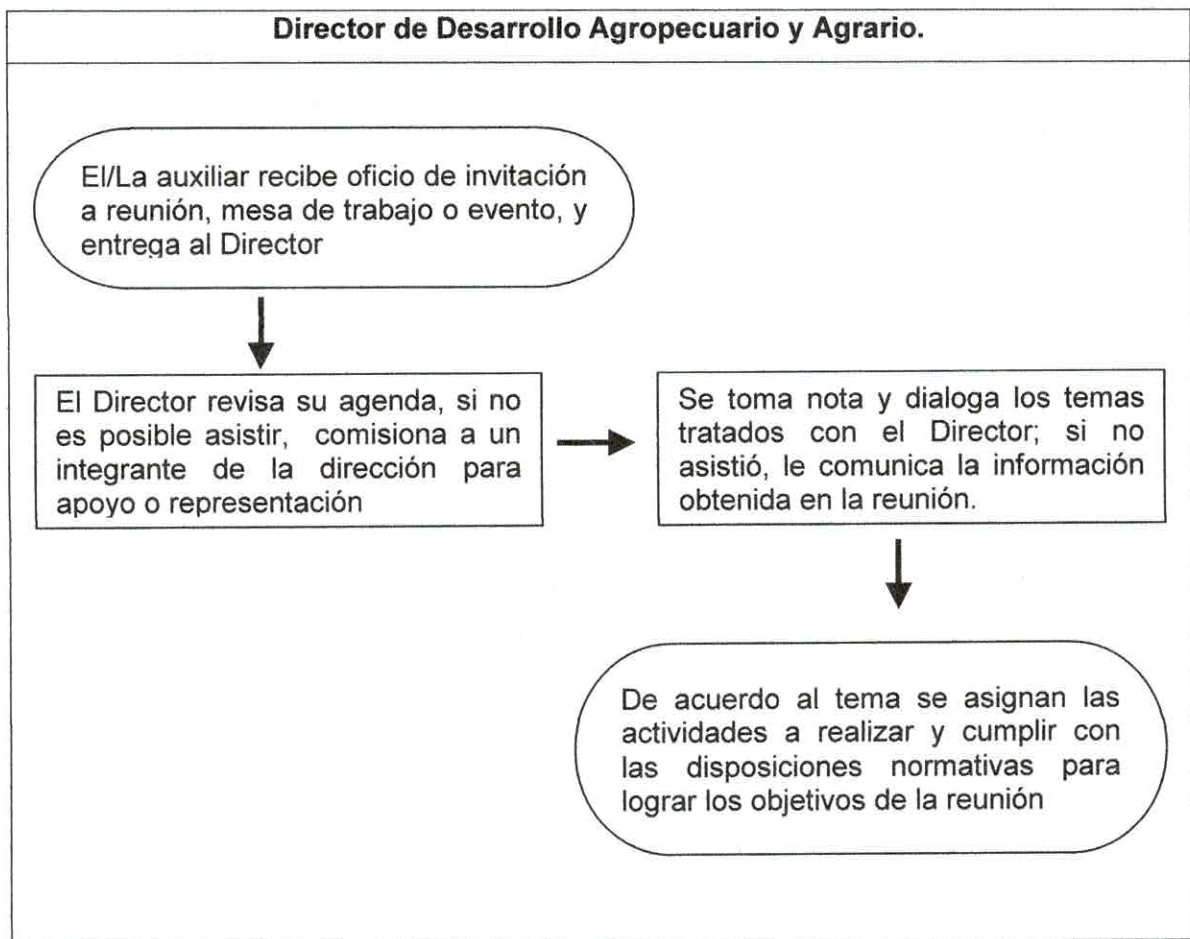 Director de Desarrollo Agropecuario y Agrario.
El/La auxiliar recibe oficio de invitación
a reunión, mesa de trabajo o evento, y
entrega al Director
El Director revisa su agenda, si no
es posible asistir, comisiona a un
integrante de la dirección para
apoyo o representación
Se toma nota y dialoga los temas
tratados con el Director; si no
asistió, le comunica la información
obtenida en la reunión.
De acuerdo al tema se asignan las
actividades a realizar y cumplir con
las disposiciones normativas para
lograr los objetivos de la reunión